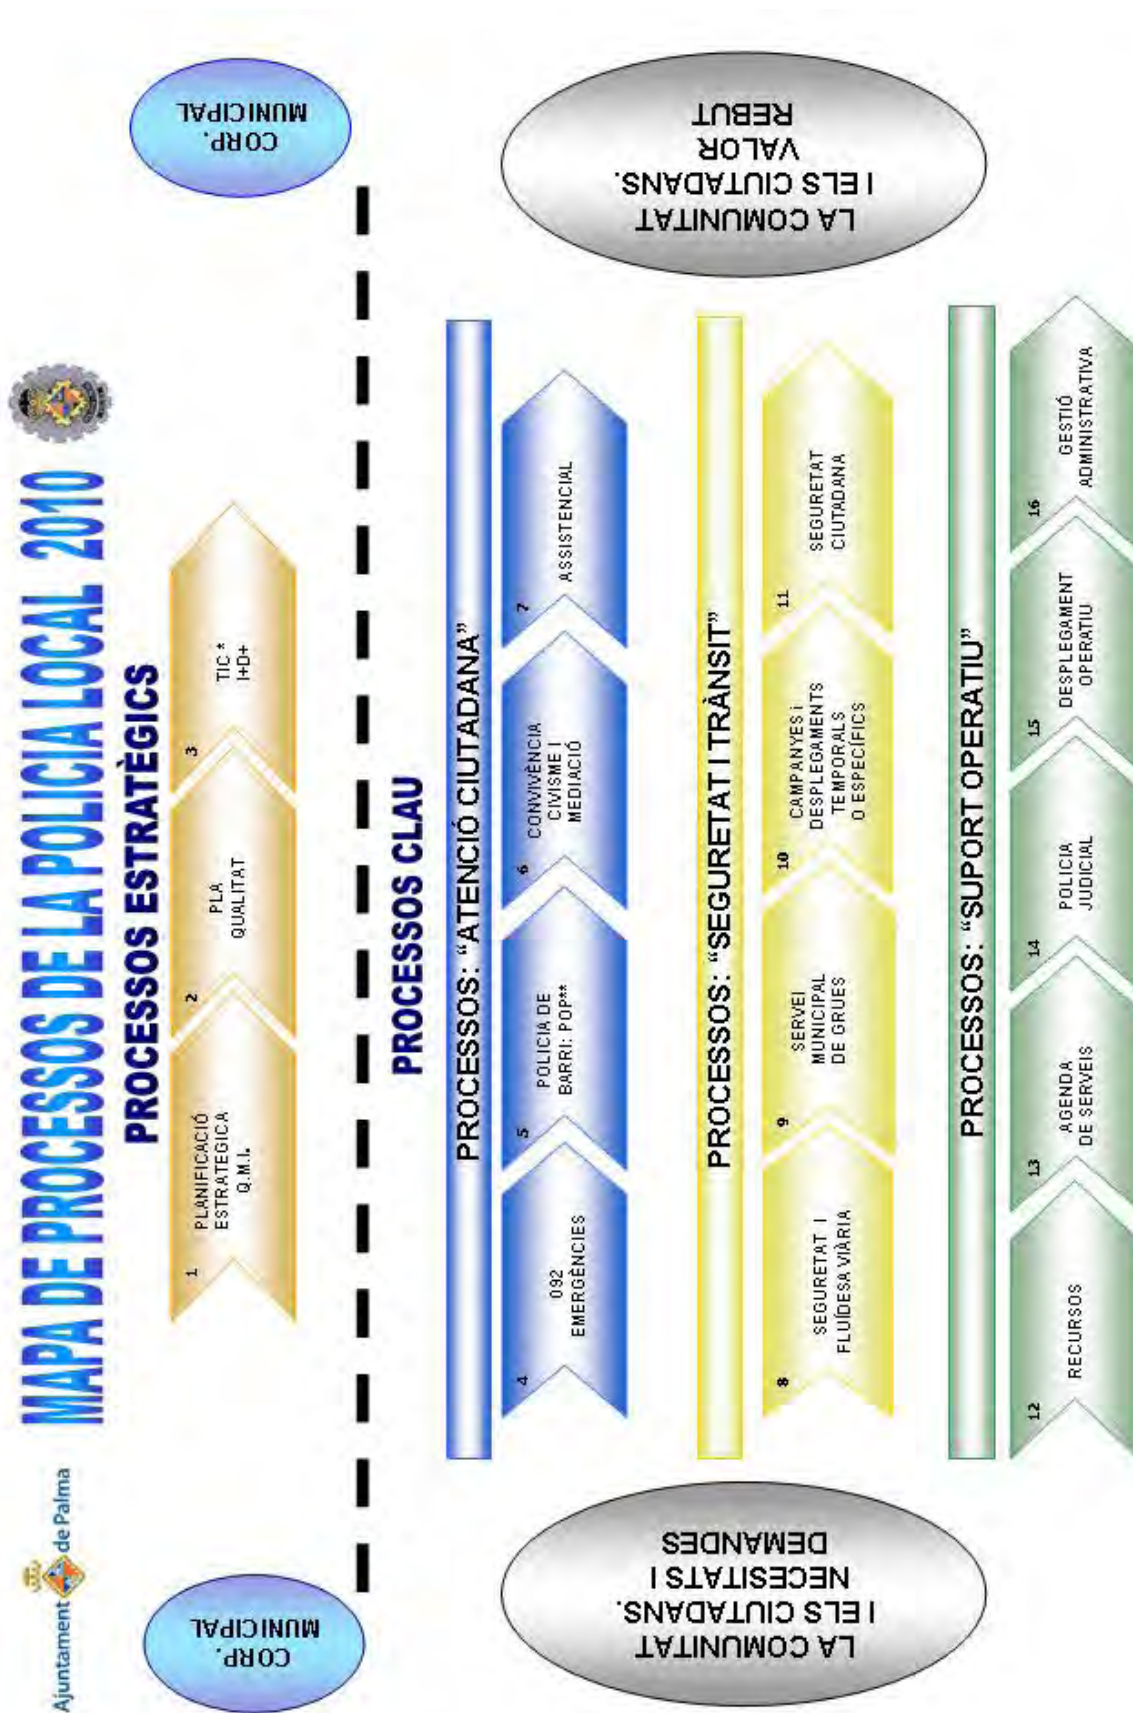 Ajuntament de Palma
MAPA DE PROCESSOS DE LA POLICIA LOCAL 2010
PROCESSOS ESTRATÈGICS
CORP.
MUNICIPAL
1
PLANIFICACIÓ
ESTRATEGICA
Q.M.I.
2
PLA
QUALITAT
3
TIC *
I+D+
CORP.
MUNICIPAL
PROCESSOS CLAU
LA COMUNITAT
I ELS CIUTADANS.
NECESITATS I
DEMANDES
PROCESSOS: “ATENCIÓ CIUTADANA”
4
092
EMERGÈNCIES
5
POLICIA DE
BARRI: POP**
6
CONVIVÈNCIA
CIVISME I
MEDIACIÓ
7
ASSISTENCIAL
PROCESSOS: “SEGURETAT I TRÀNSIT”
8
SEGURETAT I
FLUÏDESA VIÀRIA
9
SERVEI
MUNICIPAL
DE GRUES
10
CAMPANYES i
DESPLEGAMENTS
TEMPORALS
O ESPECÍFICS
11
SEGURETAT
CIUTADANA
PROCESSOS: “SUPORT OPERATIU”
12
RECURSOS
13
AGENDA
DE SERVEIS
14
POLICIA
JUDICIAL
15
DESPLEGAMENT
OPERATIU
16
GESTIÓ
ADMINISTRATIVA
LA COMUNITAT
I ELS CIUTADANS.
VALOR
REBUT